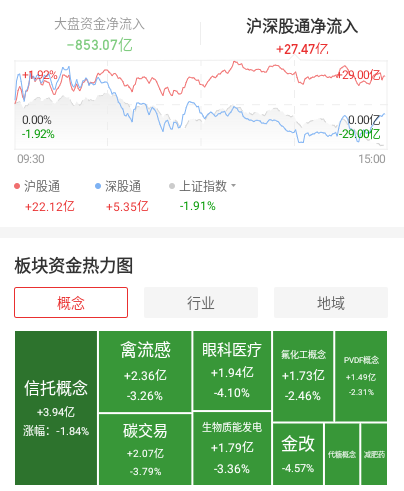 大盘资金净流入
-853.07亿
沪深股通净流入
+27.47亿
+1.92%
+29.00亿
0.00%
0.00亿
-1.92%
-29.00亿
09:30
15:00
沪股通
深股通
上证指数
+22.12亿
+5.35亿
-1.91%
板块资金热力图
概念
行业
地域
信托概念
+3.94亿
涨幅: -1.84%
禽流感
+2.36亿
-3.26%
碳交易
+2.07亿
-3.79%
眼科医疗
+1.94亿
-4.10%
生物质能发电
+1.79亿
-3.36%
氟化工概念
+1.73亿
-2.46%
PVDF概念
+1.49亿
-2.31%
金改
-4.57%
代糖概念
减肥药